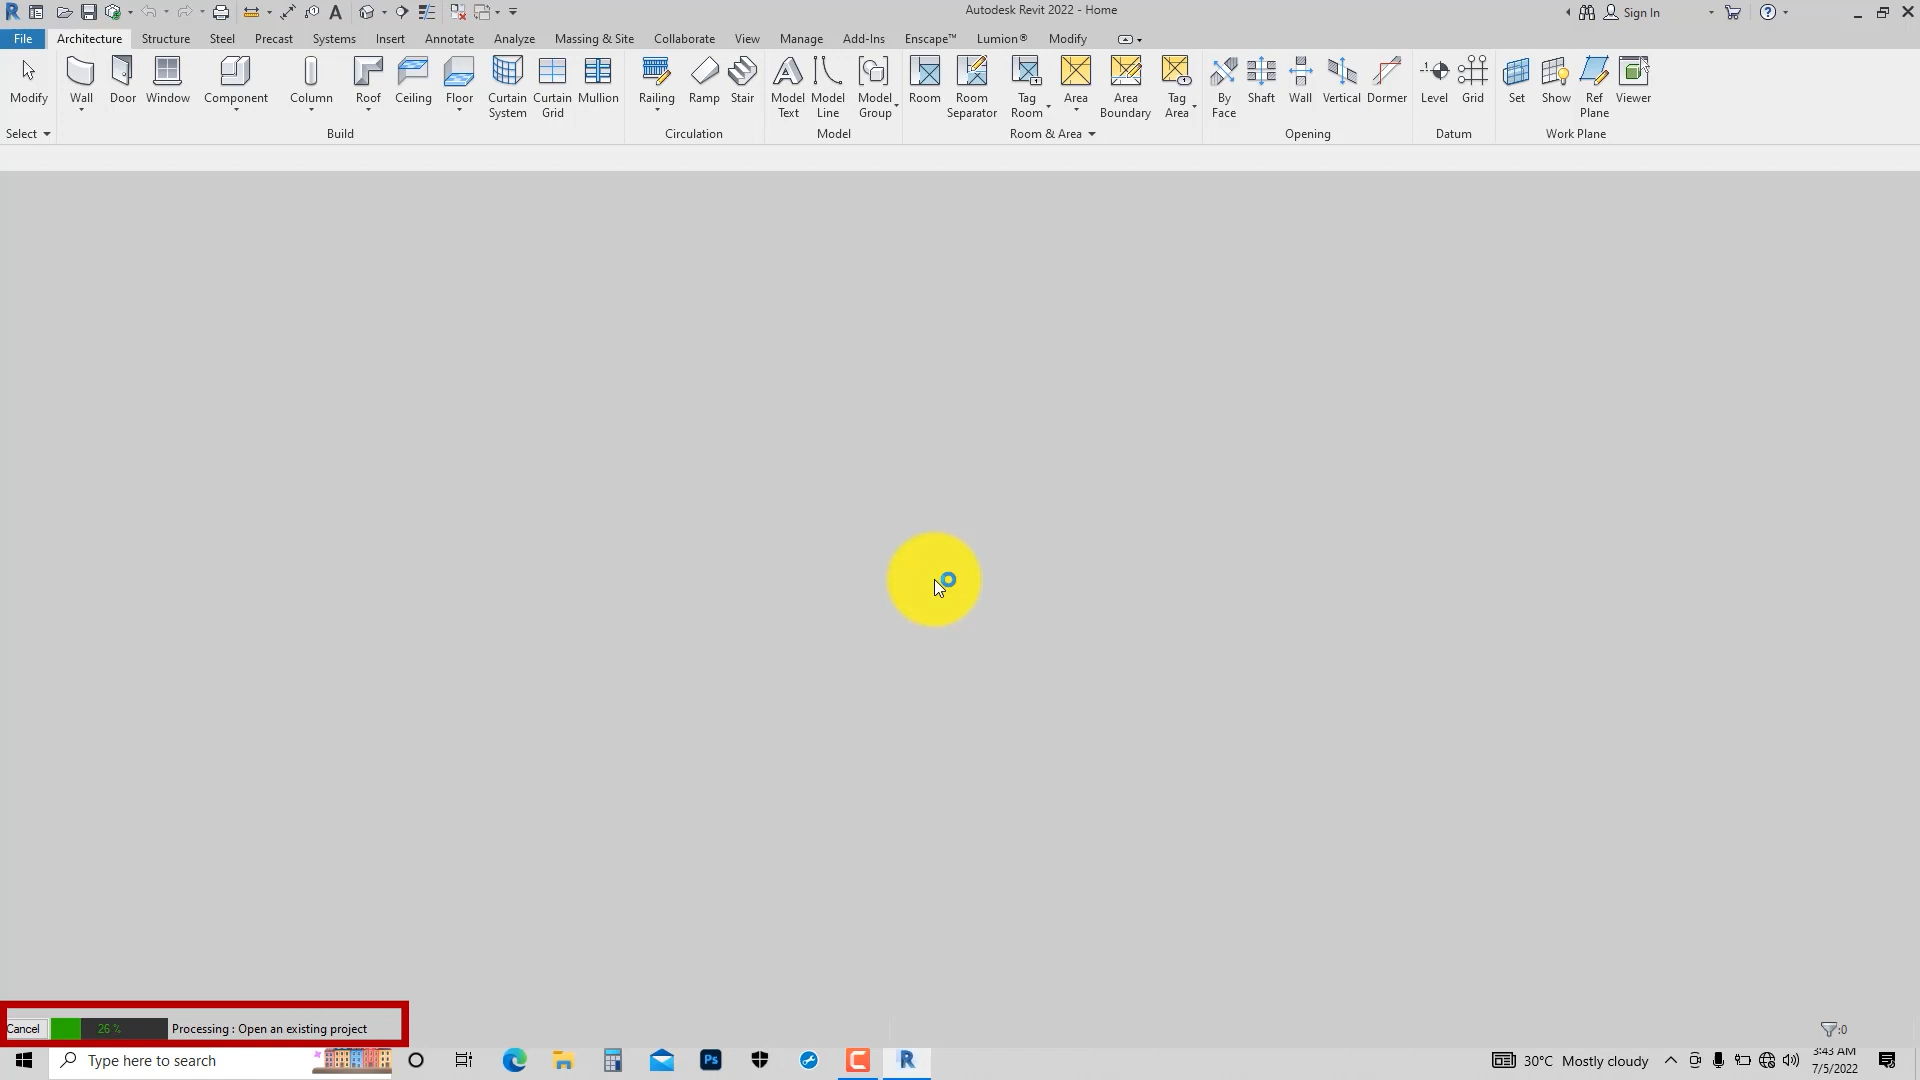 Autodesk Revit 2022 - Home
Sign In
File Architecture Structure Steel Precast Systems Insert Annotate Analyze Massing & Site Collaborate View Manage Add-Ins Enscape™ Lumion® Modify
Modify Wall Door Window Component Column Roof Ceiling Floor Curtain System Curtain Grid Mullion Railing Ramp Stair Model Text Model Line Model Group Room Room Separator Tag Room Area Area Boundary Tag Area By Face Shaft Wall Vertical Dormer Level Grid Set Show Ref Plane Viewer
Select Build Circulation Model Room & Area Opening Datum Work Plane
Cancel 26 % Processing : Open an existing project
:0
Type here to search
Ps
30°C Mostly cloudy
3:43 AM
7/5/2022